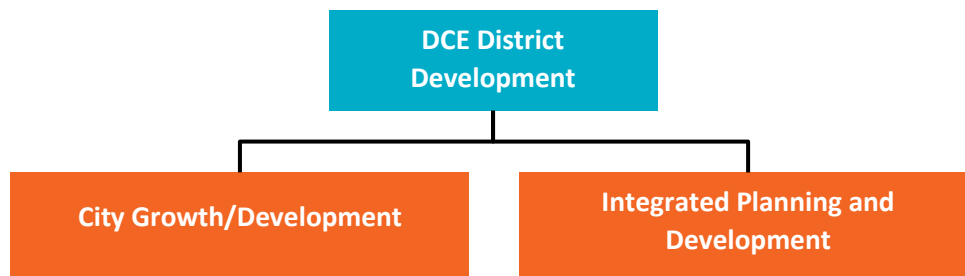 DCE District
Development
City Growth/Development
Integrated Planning and
Development